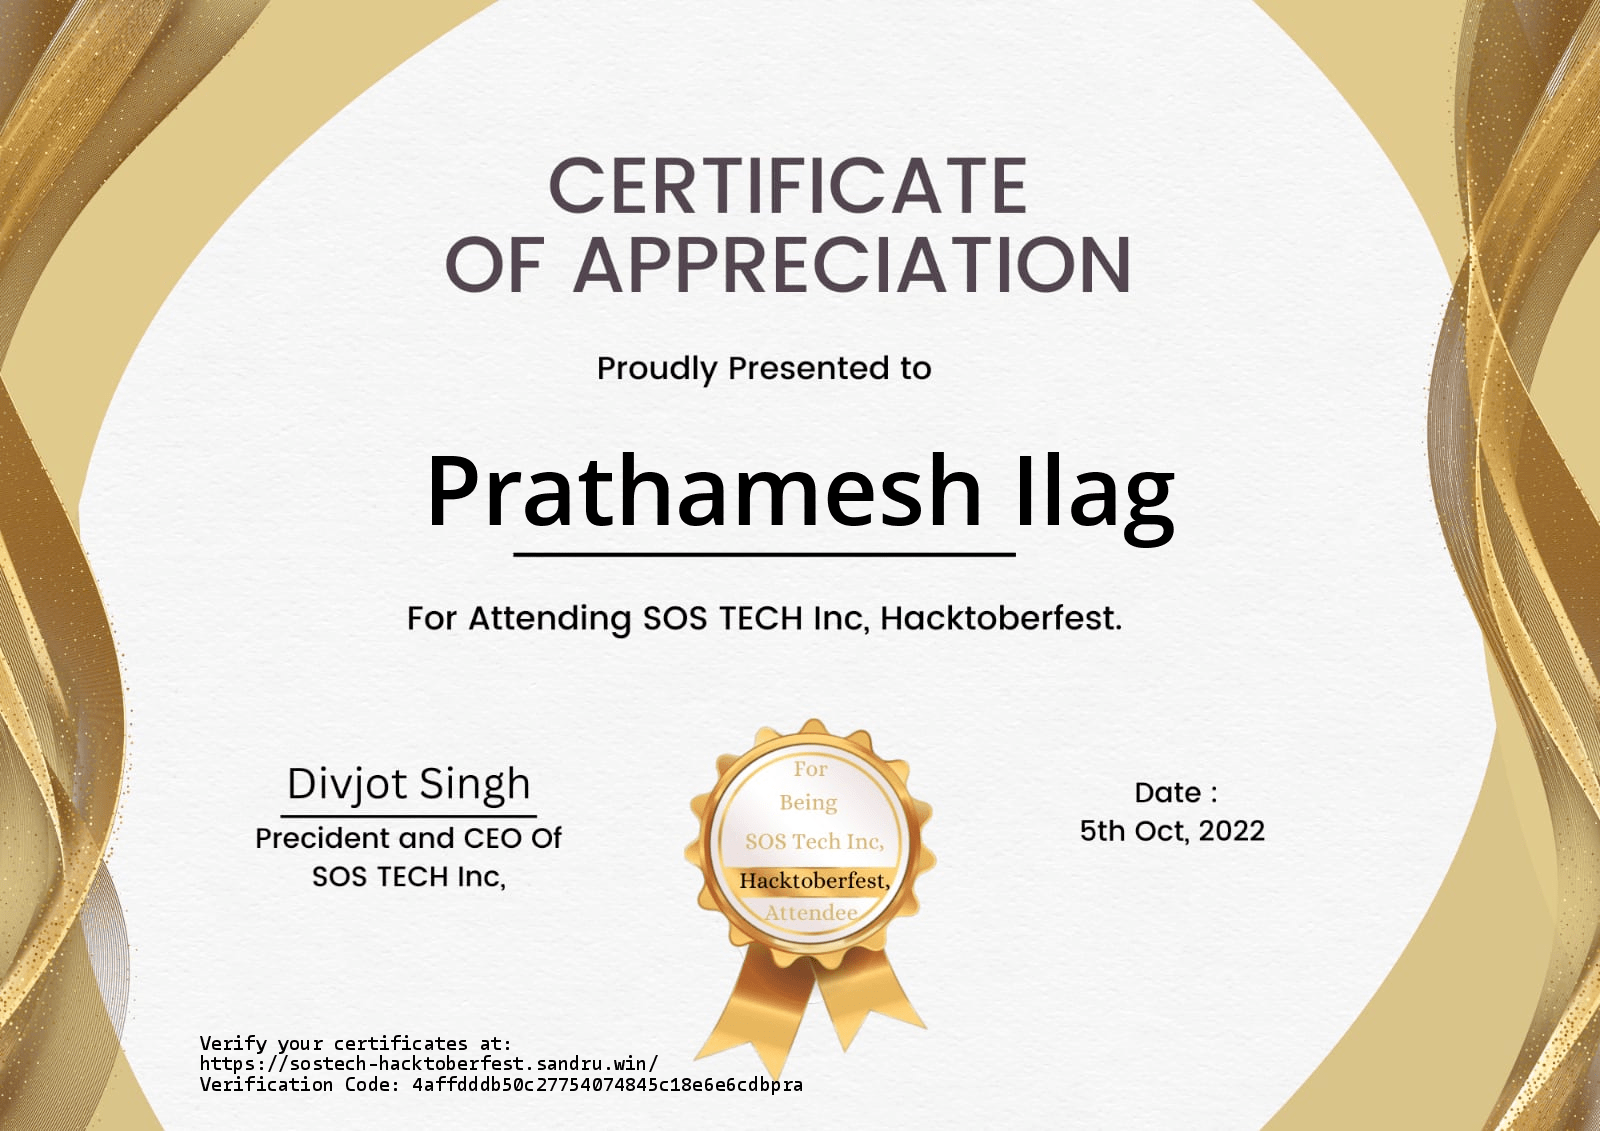 CERTIFICATE
OF APPRECIATION
Proudly Presented to
Prathamesh Ilag
For Attending SOS TECH Inc, Hacktoberfest.
Divjot Singh
Precident and CEO Of
SOS TECH Inc,
For
Being
SOS Tech Inc,
Hacktoberfest,
Attendee
Date :
5th Oct, 2022
Verify your certificates at:
https://sostech-hacktoberfest.sandru.win/
Verification Code: 4affdddb50c27754074845c18e6e6cdbpra